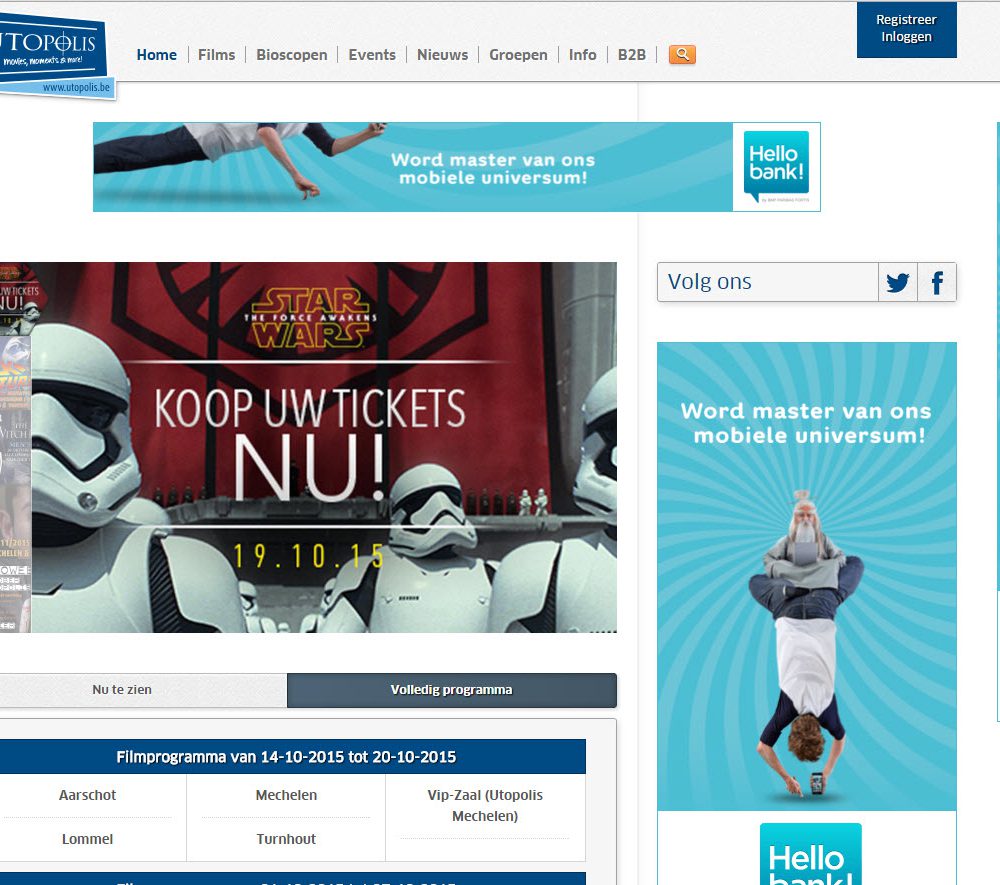 UTOPOLIS
movies, moments & more!
www.utopolis.be
Home
Films
Bioscopen
Events
Nieuws
Groepen
Info
B2B
Registreer
Inloggen
Word master van ons
mobiele universum!
Hello
bank!
by BNP PARIBAS FORTIS
NU!
STAR
THE FORCE AWAKENS
WARS
KOOP UW TICKETS
NU!
19.10.15
Volg ons
Word master van ons
mobiele universum!
Hello
bank!
Nu te zien
Volledig programma
Filmprogramma van 14-10-2015 tot 20-10-2015
Aarschot
Mechelen
Vip-Zaal (Utopolis
Mechelen)
Lommel
Turnhout